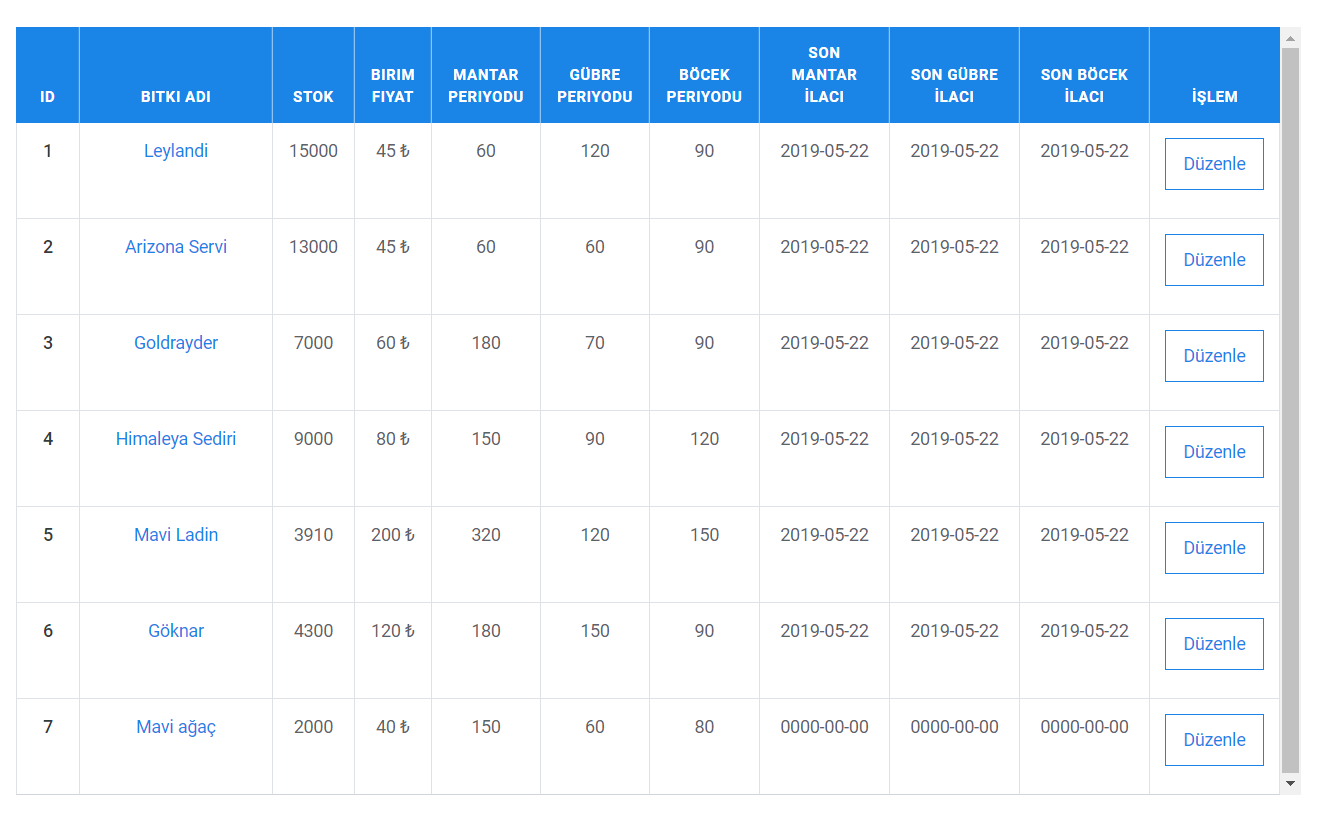 ID BITKI ADI STOK BIRIM FIYAT MANTAR PERIYODU GÜBRE PERIYODU BÖCEK PERIYODU SON MANTAR İLACI SON GÜBRE İLACI SON BÖCEK İLACI İŞLEM
1 Leylandi 15000 45 ₺ 60 120 90 2019-05-22 2019-05-22 2019-05-22 Düzenle
2 Arizona Servi 13000 45 ₺ 60 60 90 2019-05-22 2019-05-22 2019-05-22 Düzenle
3 Goldrayder 7000 60 ₺ 180 70 90 2019-05-22 2019-05-22 2019-05-22 Düzenle
4 Himaleya Sediri 9000 80 ₺ 150 90 120 2019-05-22 2019-05-22 2019-05-22 Düzenle
5 Mavi Ladin 3910 200 ₺ 320 120 150 2019-05-22 2019-05-22 2019-05-22 Düzenle
6 Göknar 4300 120 ₺ 180 150 90 2019-05-22 2019-05-22 2019-05-22 Düzenle
7 Mavi ağaç 2000 40 ₺ 150 60 80 0000-00-00 0000-00-00 0000-00-00 Düzenle